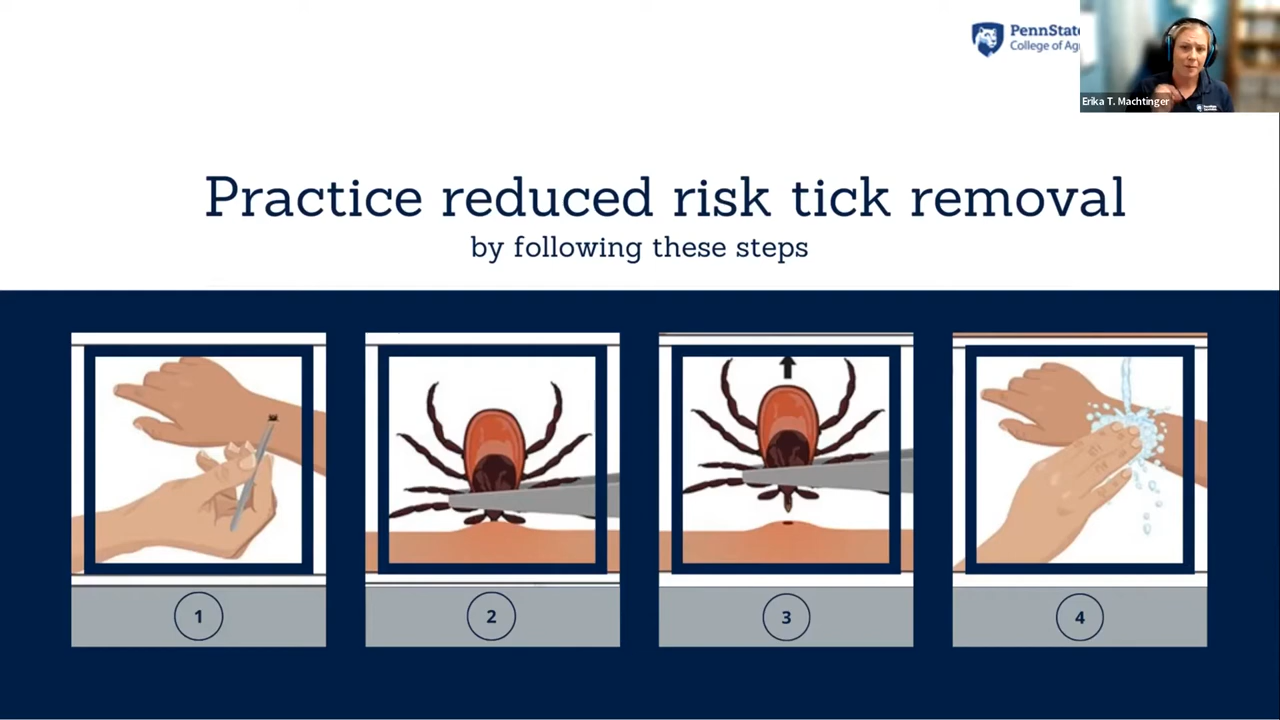 PennState
College of Ag
Erika T. Machtinger
Practice reduced risk tick removal
by following these steps
1
2
3
4